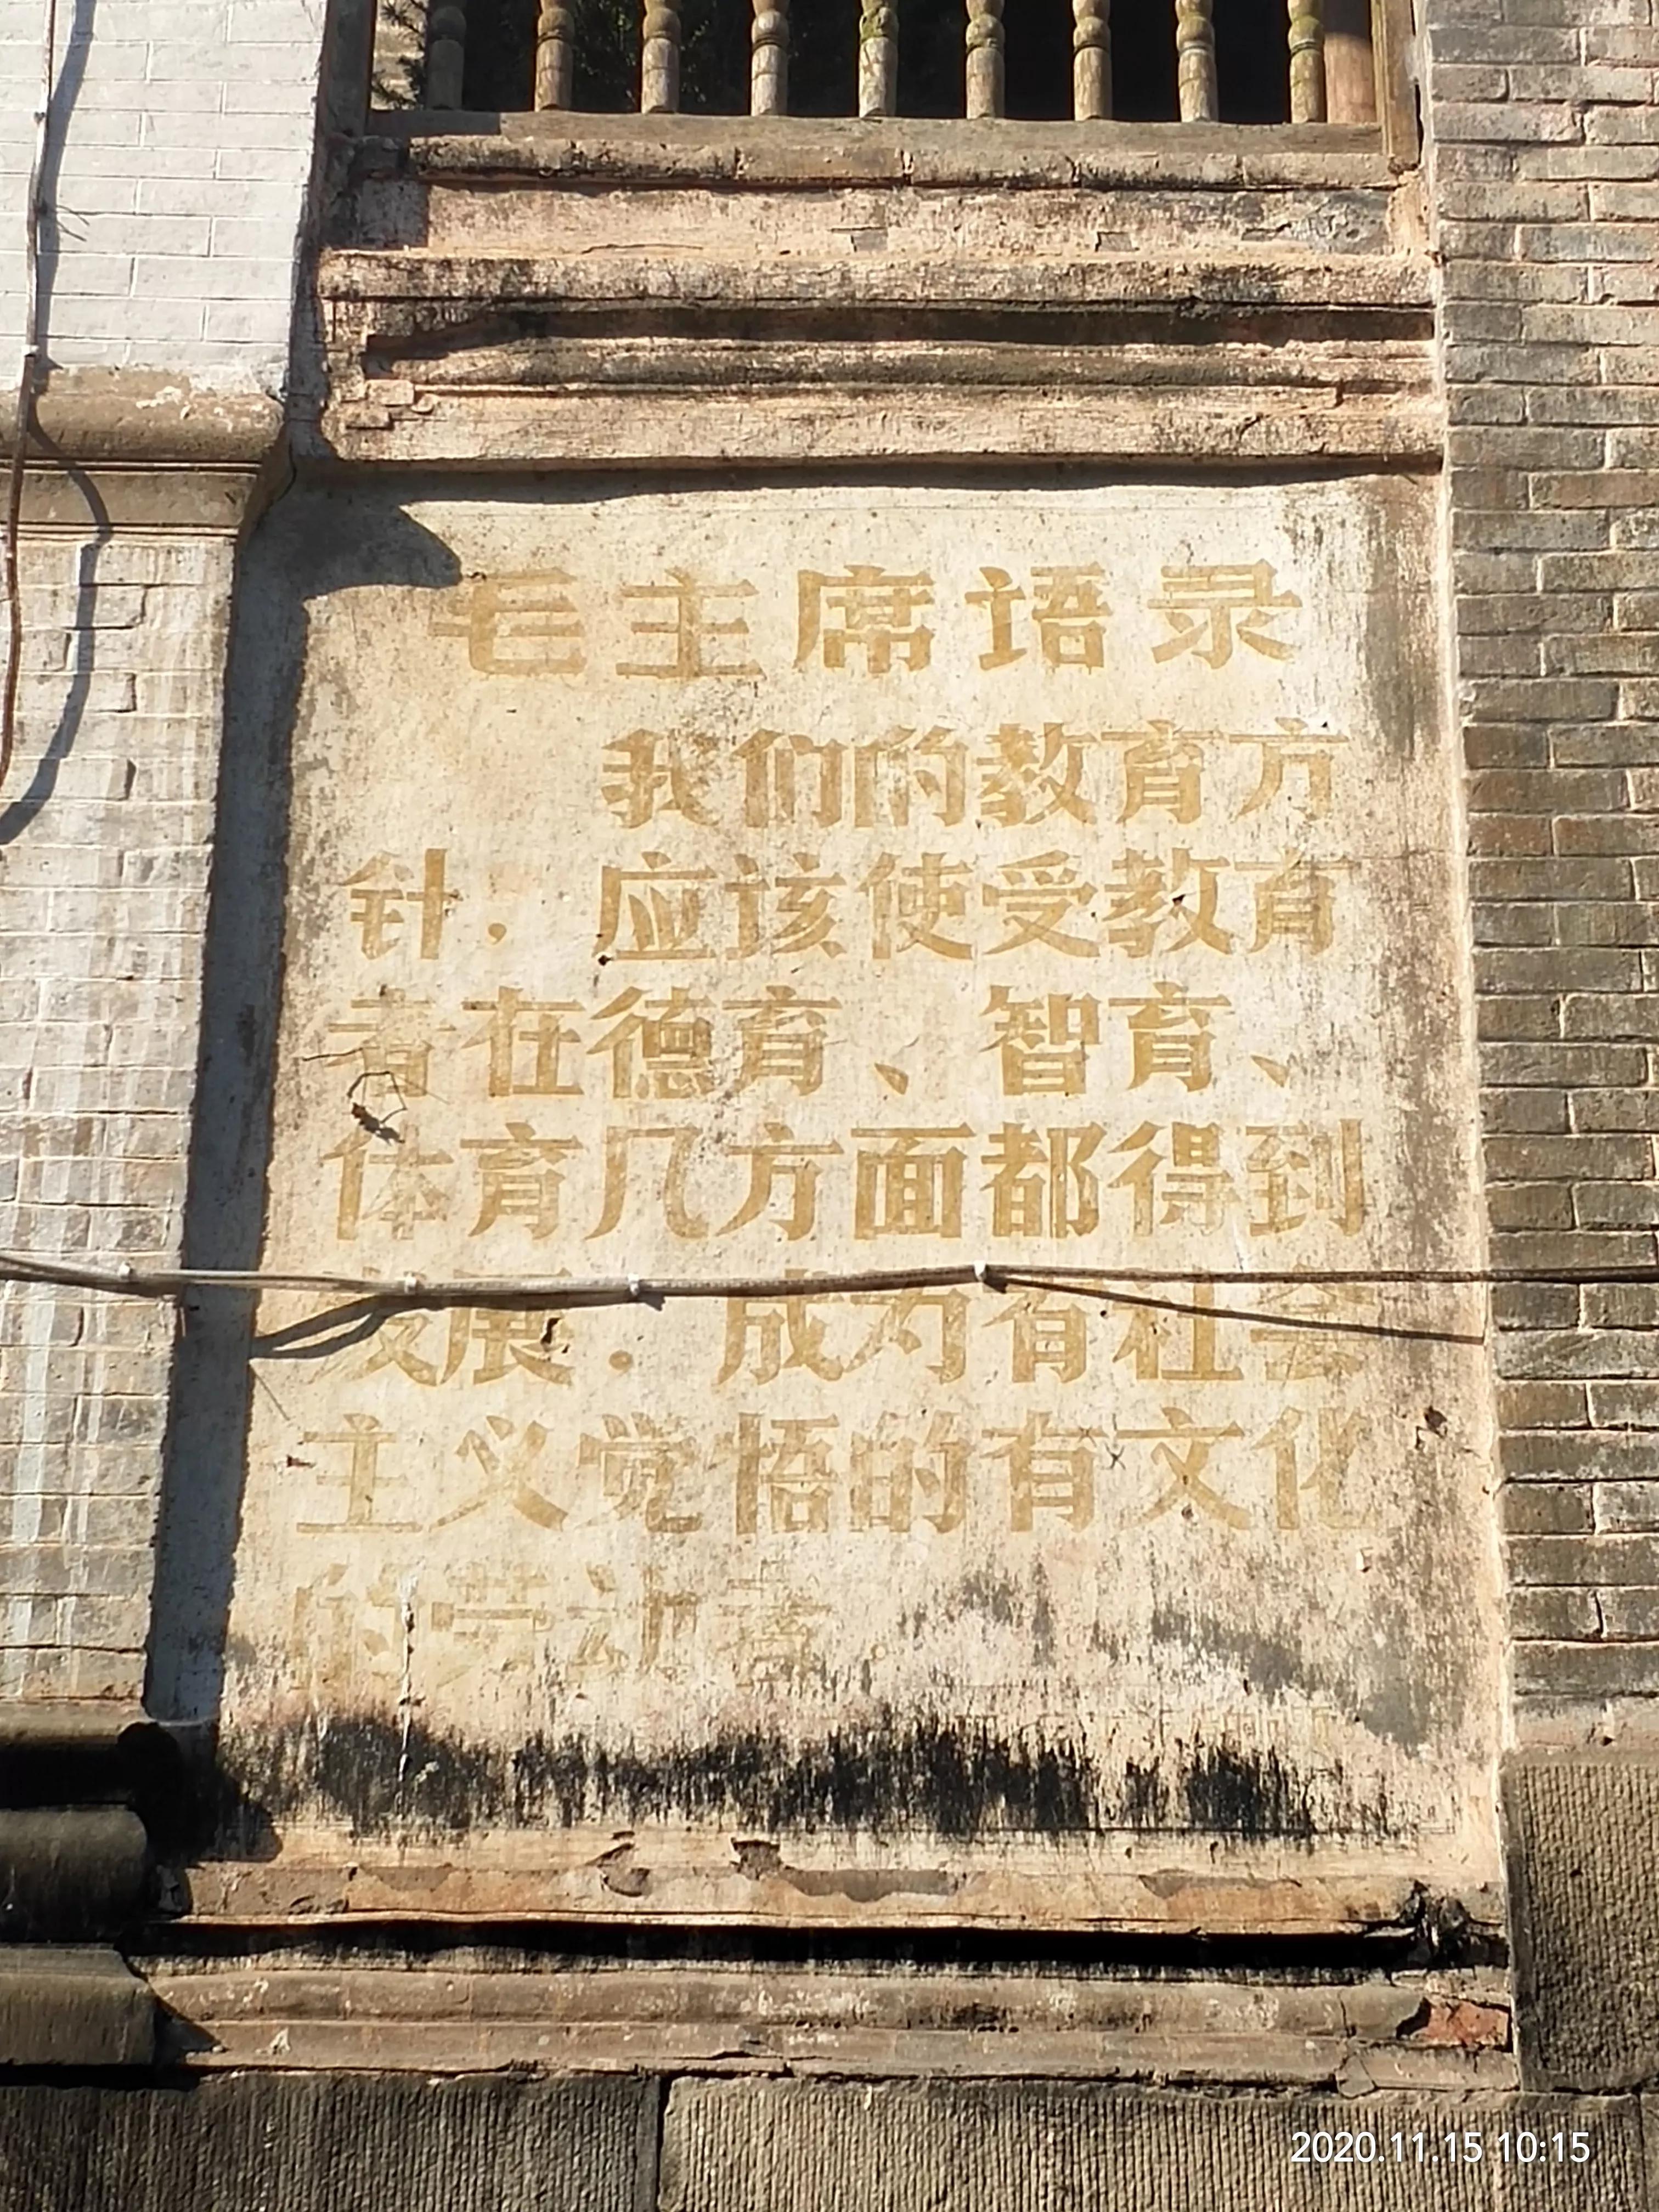 毛主席语录
我们的教育方
针，应该使受教育
者在德育、智育、
体育几方面都得到
发展．成为有社会
主义觉悟的有文化
的劳动者．
2020.11.15 10:15